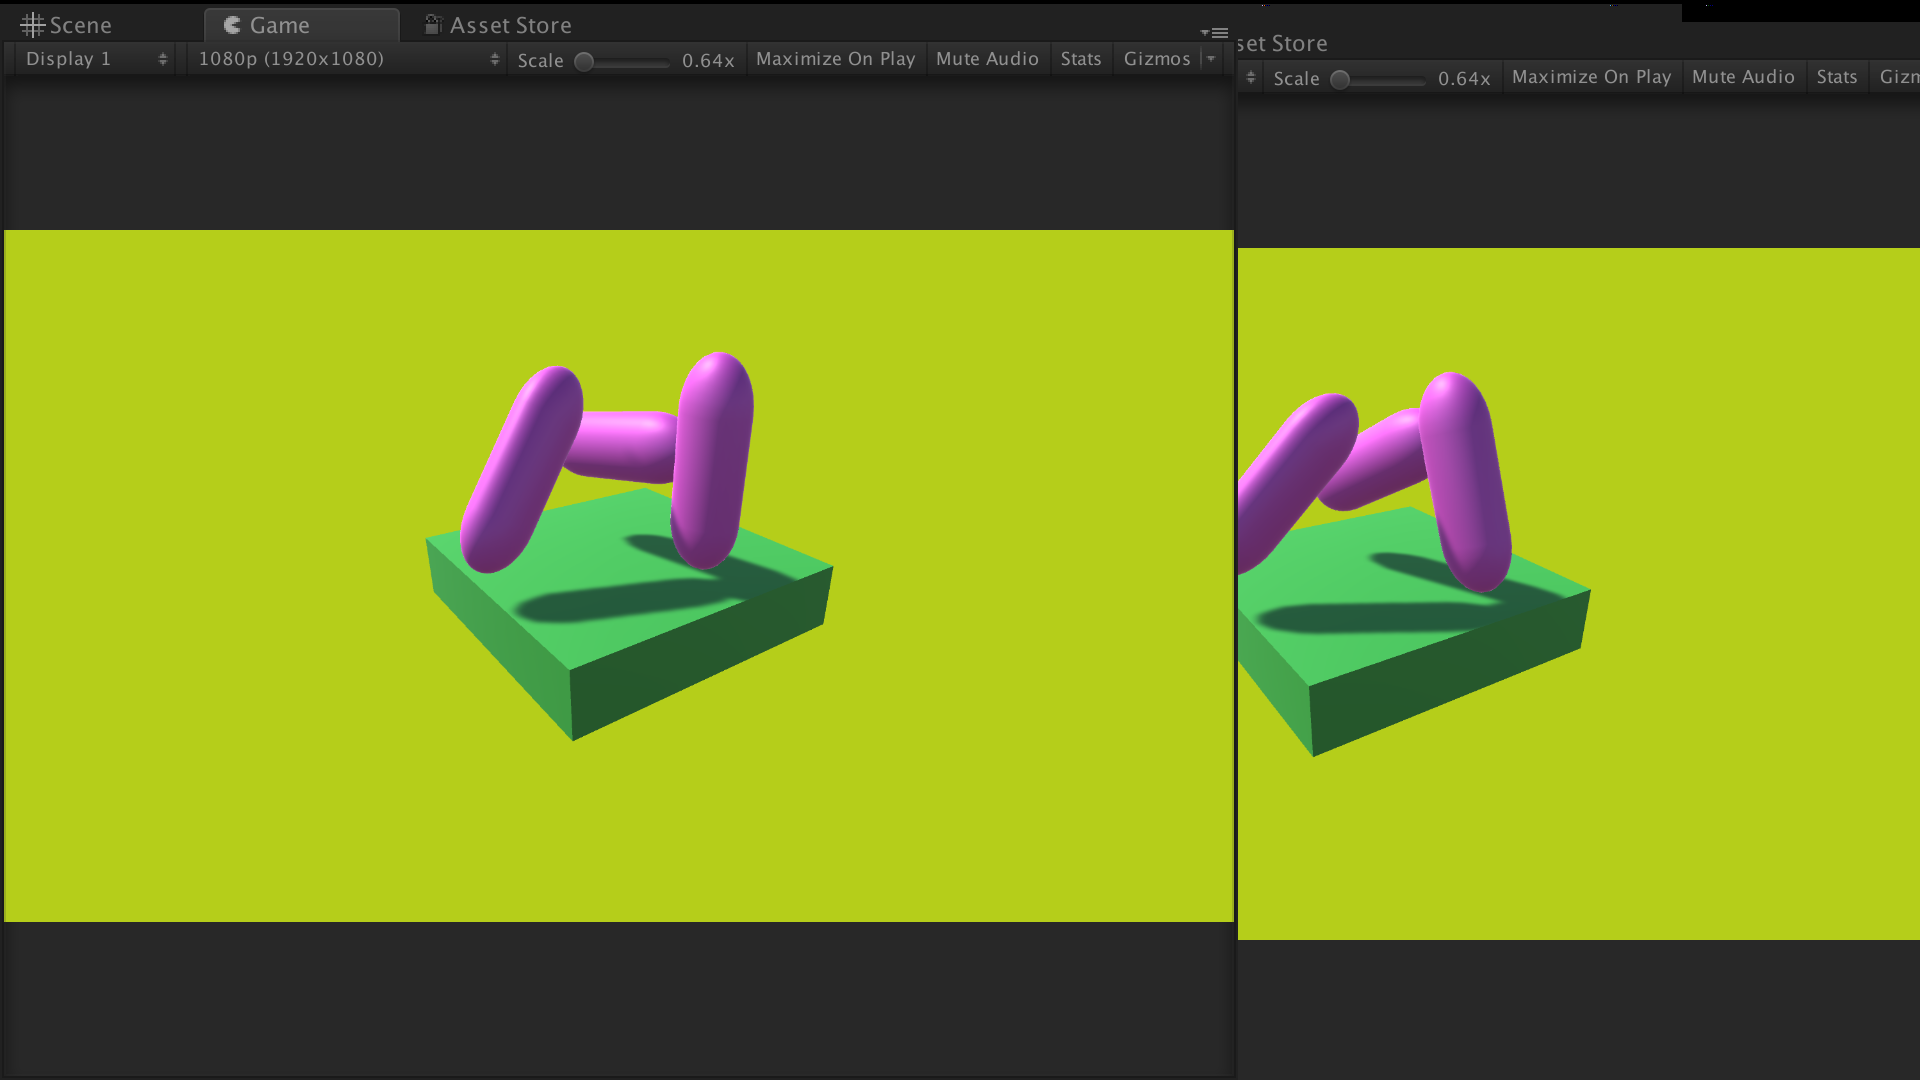 Scene Game Asset Store
Display 1 1080p (1920x1080) Scale 0.64x Maximize On Play Mute Audio Stats Gizmos
set Store
Scale 0.64x Maximize On Play Mute Audio Stats Gizm